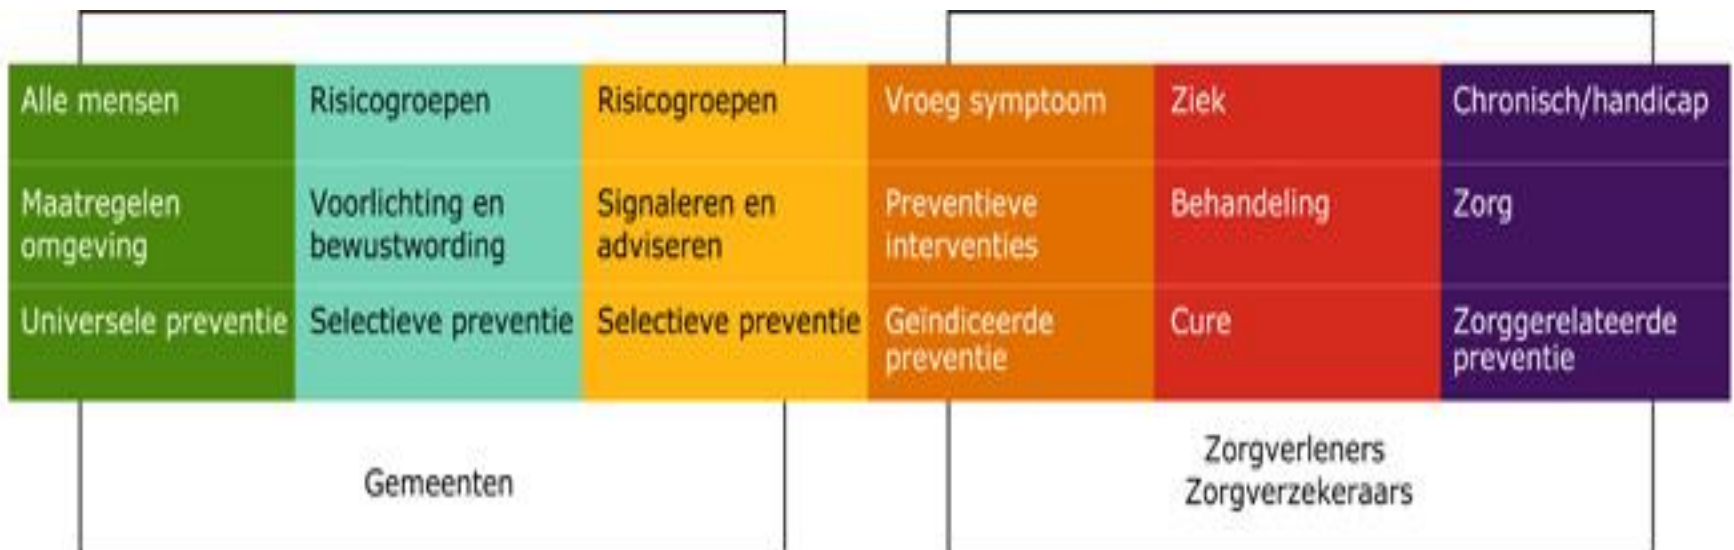 Alle mensen
Risicogroepen
Risicogroepen
Vroeg symptoom
Ziek
Chronisch/handicap
Maatregelen
omgeving
Voorlichting en
bewustwording
Signaleren en
adviseren
Preventieve
interventies
Behandeling
Zorg
Universele preventie
Selectieve preventie
Selectieve preventie
Geïndiceerde
preventie
Cure
Zorggerelateerde
preventie
Gemeenten
Zorgverleners
Zorgverzekeraars